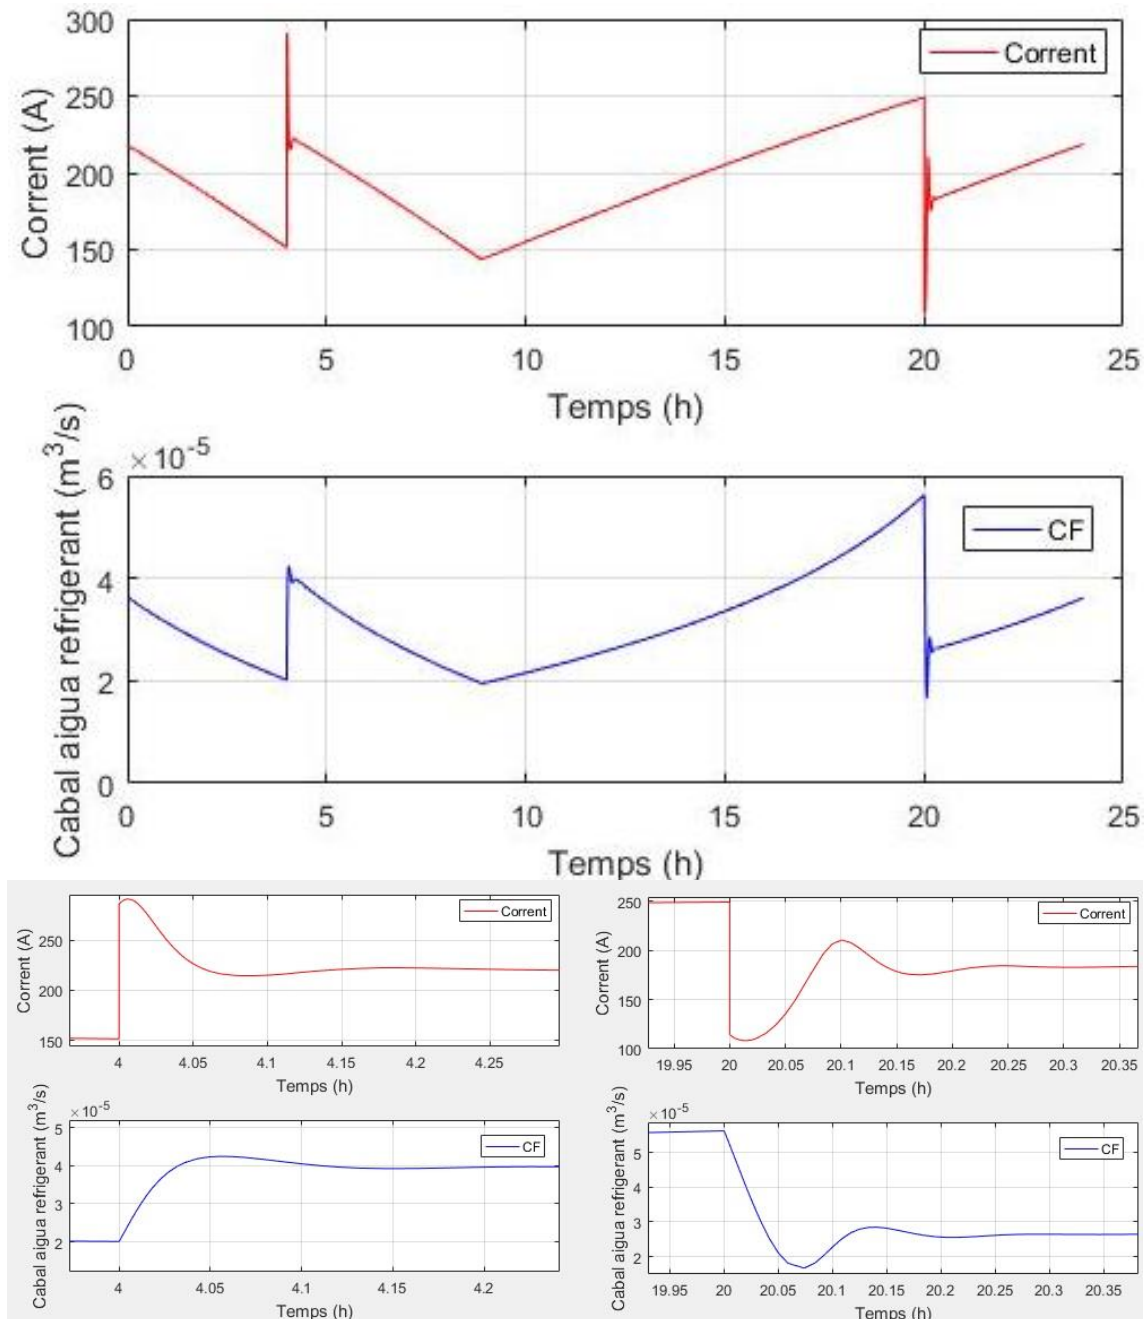 300
250
200
150
100
Corrent (A)
Corrent
0 5 10 15 20 25
Temps (h)
× 10⁻⁵
6
4
2
0
Cabal aigua refrigerant (m³/s)
CF
0 5 10 15 20 25
Temps (h)
250
200
150
Corrent (A)
Corrent
4 4.05 4.1 4.15 4.2 4.25
Temps (h)
250
200
150
100
Corrent (A)
Corrent
19.95 20 20.05 20.1 20.15 20.2 20.25 20.3 20.35
Temps (h)
× 10⁻⁵
5
4
3
2
Cabal aigua refrigerant (m³/s)
CF
4 4.05 4.1 4.15 4.2
Temps (h)
× 10⁻⁵
5
4
3
2
Cabal aigua refrigerant (m³/s)
CF
19.95 20 20.05 20.1 20.15 20.2 20.25 20.3 20.35
Temps (h)